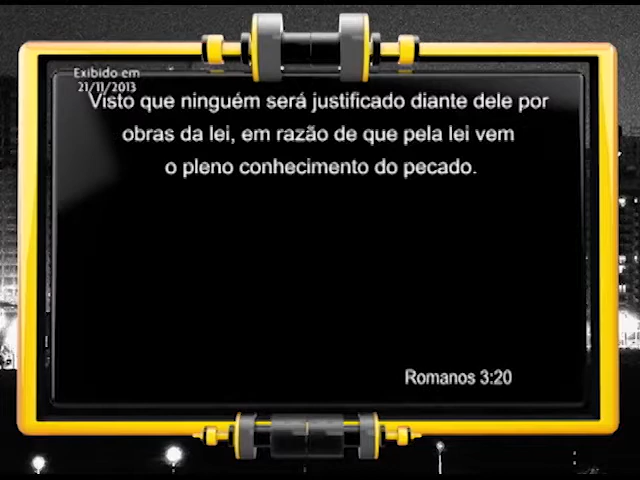 Exibido em
21/11/2013
Visto que ninguém será justificado diante dele por
obras da lei, em razão de que pela lei vem
o pleno conhecimento do pecado.
Romanos 3:20